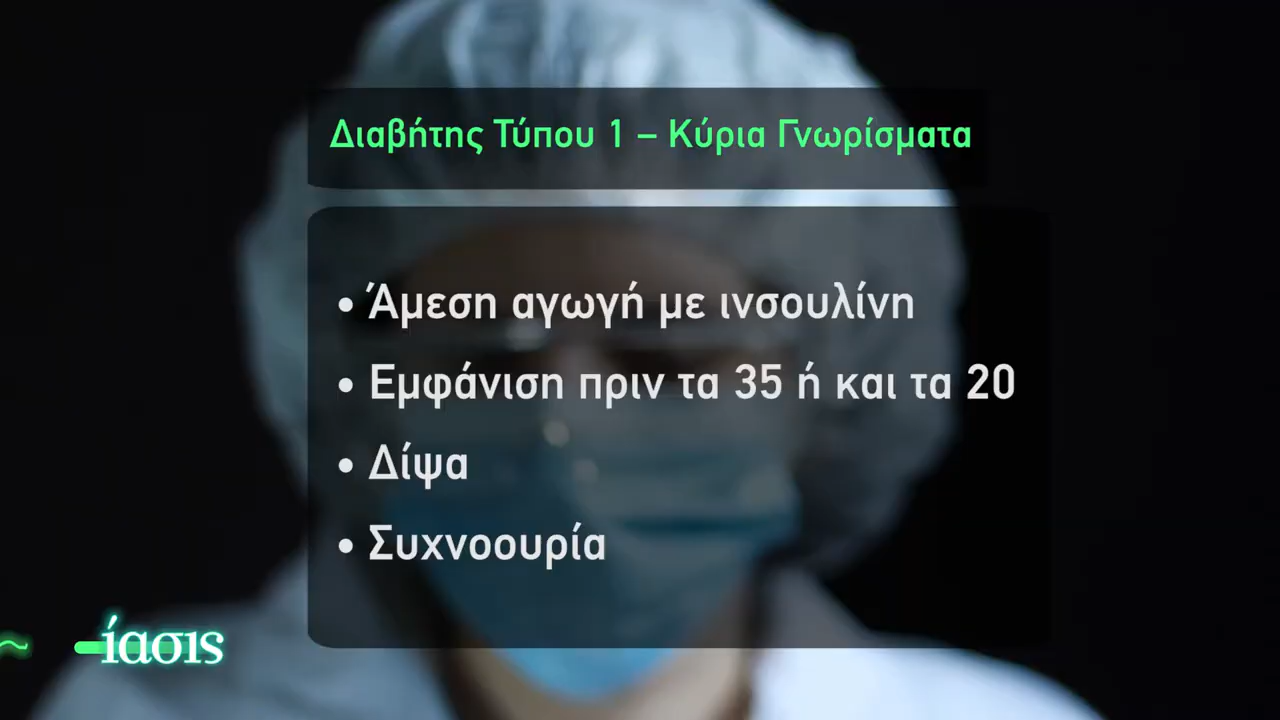 Διαβήτης Τύπου 1 – Κύρια Γνωρίσματα
• Άμεση αγωγή με ινσουλίνη
• Εμφάνιση πριν τα 35 ή και τα 20
• Δίψα
• Συχνοουρία
ίασις